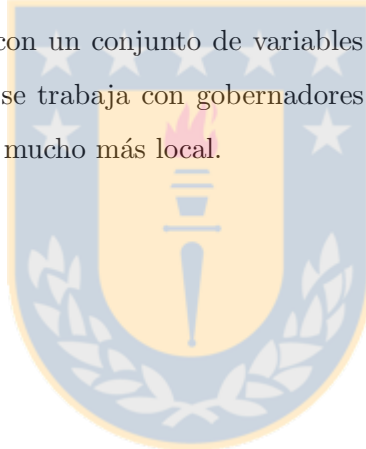 con un conjunto de variables
se trabaja con gobernadores
mucho más local.